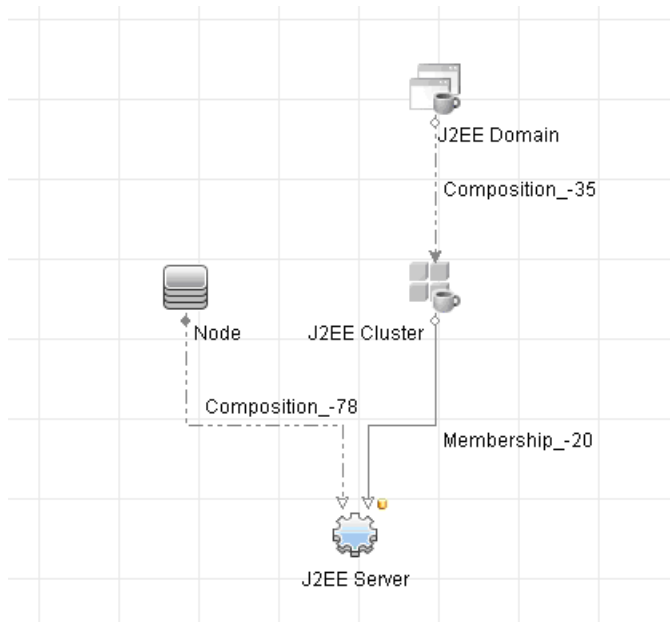 J2EE Domain
Composition_-35
Node
J2EE Cluster
Composition_-78
Membership_-20
J2EE Server